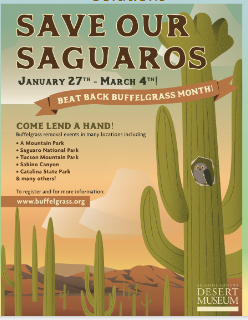 Solutions
SAVE OUR
SAGUAROS
JANUARY 27TH - MARCH 4TH!
BEAT BACK BUFFELGRASS MONTH!
COME LEND A HAND!
Buffelgrass removal events in many locations including
• A Mountain Park
• Saguaro National Park
• Tucson Mountain Park
• Sabino Canyon
• Catalina State Park
& many others!
To register and for more information:
www.buffelgrass.org
DESERT
MUSEUM